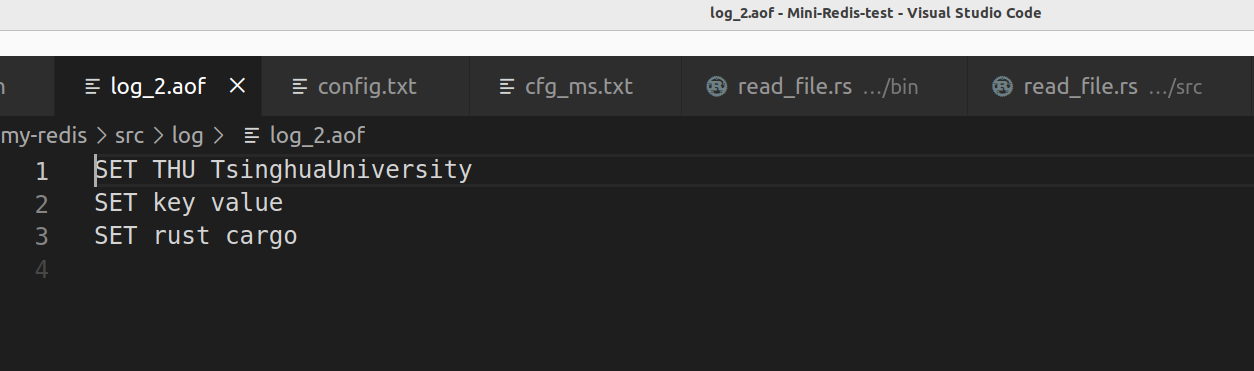 log_2.aof - Mini-Redis-test - Visual Studio Code
log_2.aof config.txt cfg_ms.txt read_file.rs .../bin read_file.rs .../src
my-redis > src > log > log_2.aof
1 SET THU TsinghuaUniversity
2 SET key value
3 SET rust cargo
4